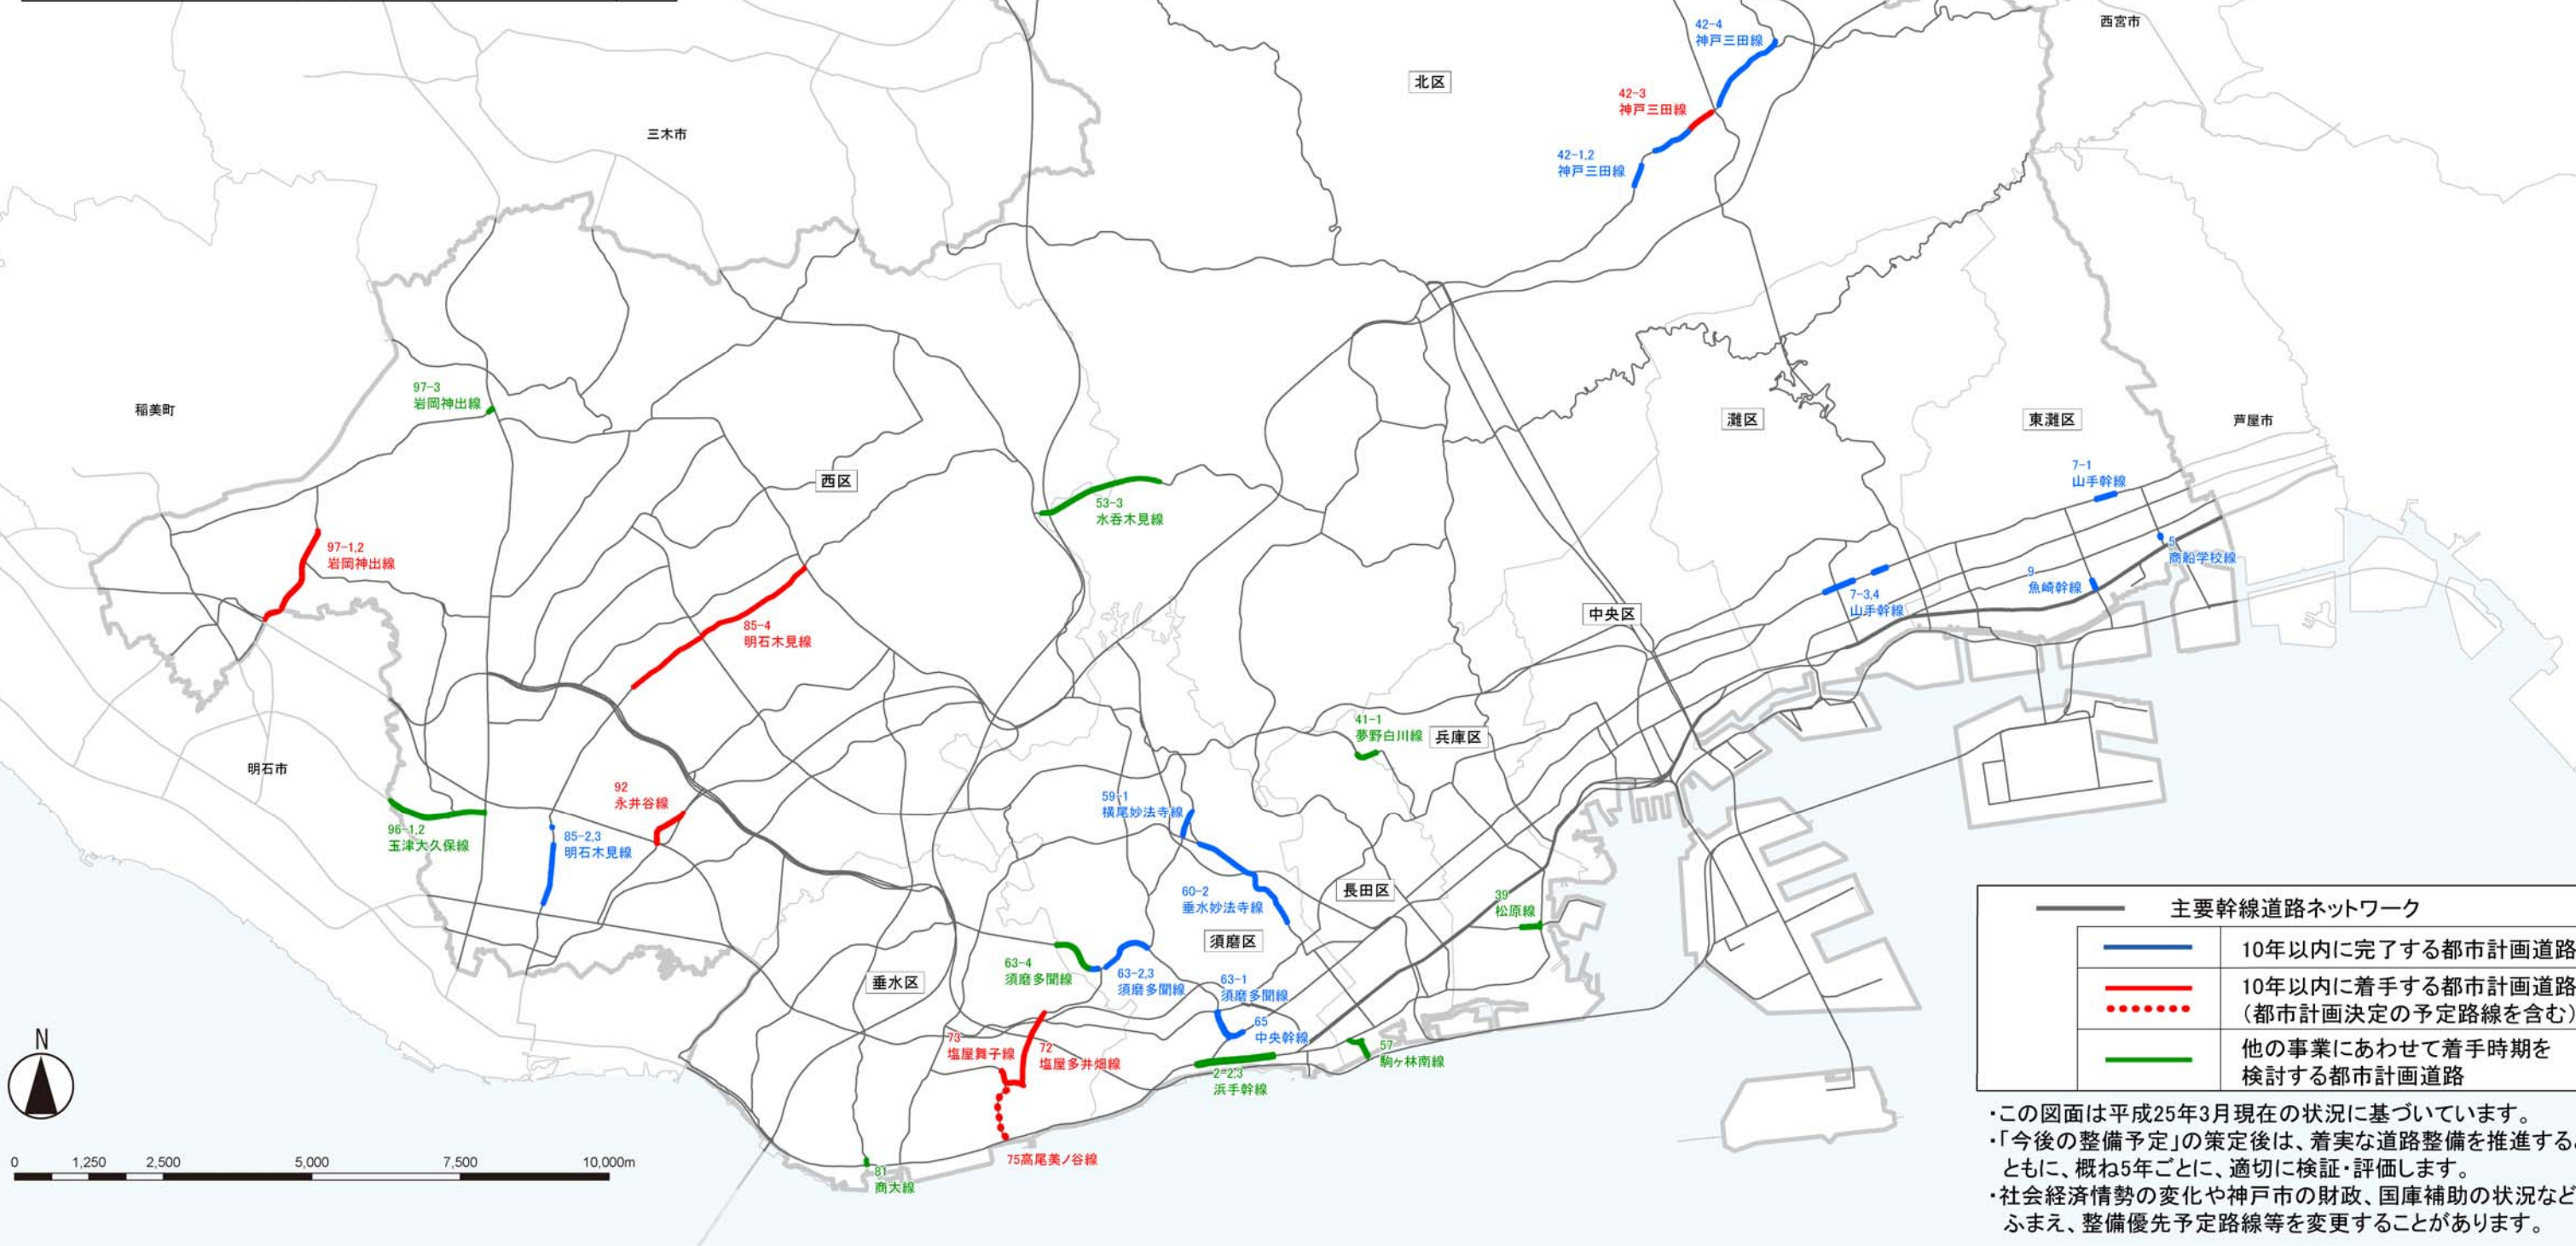 西宮市
42-4
神戸三田線
北区
42-3
神戸三田線
三木市
42-1,2
神戸三田線
97-3
岩岡神出線
稲美町
灘区
東灘区
芦屋市
西区
7-1
山手幹線
53-3
水呑木見線
97-1,2
岩岡神出線
5
商船学校線
9
魚崎幹線
7-3,4
山手幹線
中央区
85-4
明石木見線
41-1
夢野白川線
兵庫区
明石市
92
永井谷線
59-1
横尾妙法寺線
96-1,2
玉津大久保線
85-2,3
明石木見線
60-2
垂水妙法寺線
長田区
39
松原線
須磨区
63-4
須磨多聞線
63-2,3
須磨多聞線
63-1
須磨多聞線
垂水区
65
中央幹線
73
塩屋舞子線
72
塩屋多井畑線
57
駒ヶ林南線
2-2,3
浜手幹線
75高尾美ノ谷線
81
商大線
N
0 1,250 2,500 5,000 7,500 10,000m
主要幹線道路ネットワーク
10年以内に完了する都市計画道路
10年以内に着手する都市計画道路
（都市計画決定の予定路線を含む）
他の事業にあわせて着手時期を
検討する都市計画道路
・この図面は平成25年3月現在の状況に基づいています。
・「今後の整備予定」の策定後は、着実な道路整備を推進する
ともに、概ね5年ごとに、適切に検証・評価します。
・社会経済情勢の変化や神戸市の財政、国庫補助の状況など
ふまえ、整備優先予定路線等を変更することがあります。